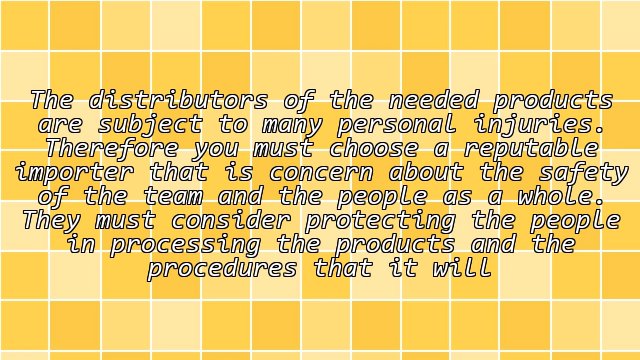 The distributors of the needed products
are subject to many personal injuries.
Therefore you must choose a reputable
importer that is concern about the safety
of the team and the people as a whole.
They must consider protecting the people
in processing the products and the
procedures that it will